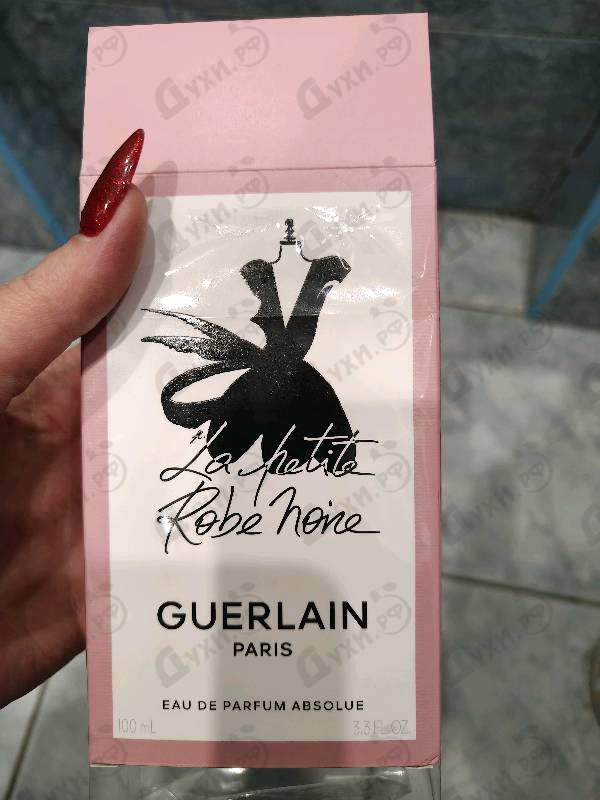 La petite
Robe Noire
GUERLAIN
PARIS
EAU DE PARFUM ABSOLUE
100 mL
3.3 Fl. OZ.
Духи.рф